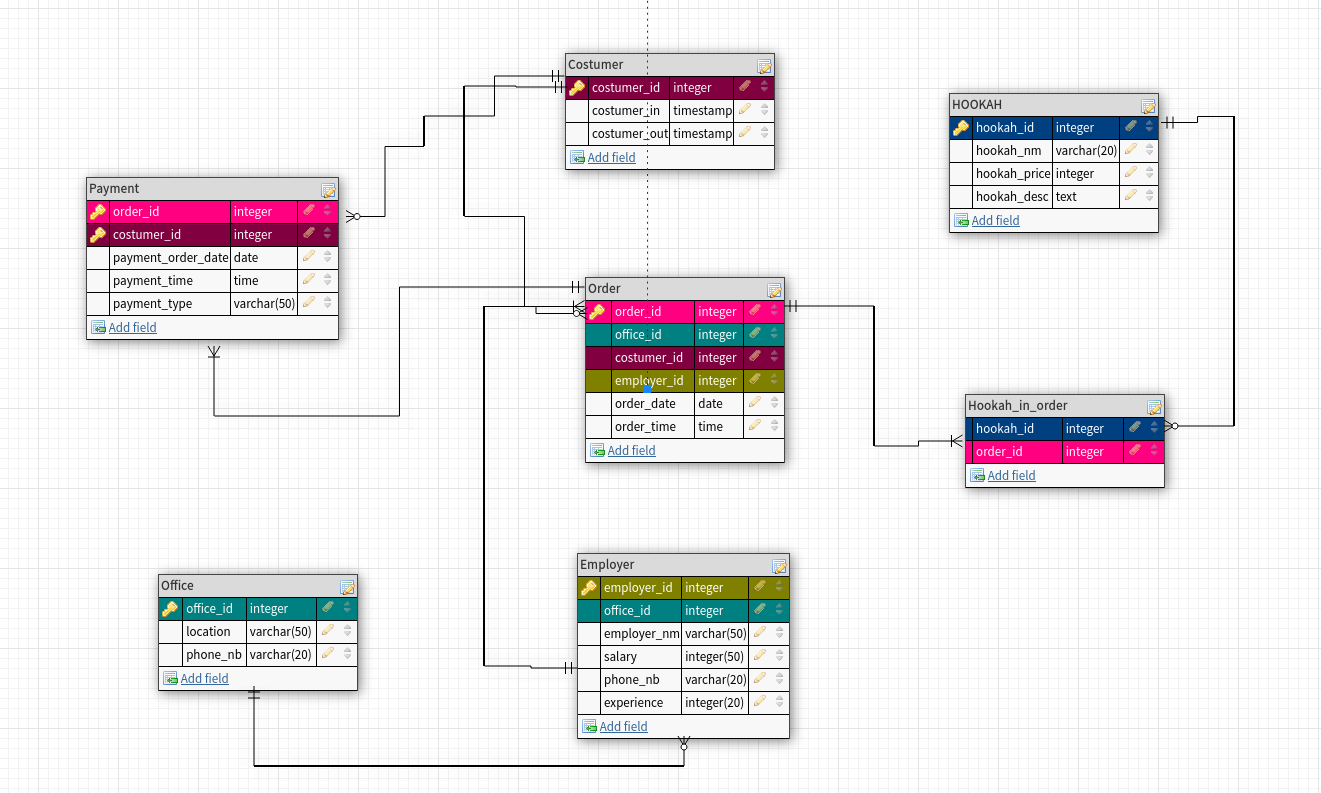 Costumer
costumer_id integer
costumer_in timestamp
costumer_out timestamp
Add field
HOOKAH
hookah_id integer
hookah_nm varchar(20)
hookah_price integer
hookah_desc text
Add field
Payment
order_id integer
costumer_id integer
payment_order_date date
payment_time time
payment_type varchar(50)
Add field
Order
order_id integer
office_id integer
costumer_id integer
employer_id integer
order_date date
order_time time
Add field
Hookah_in_order
hookah_id integer
order_id integer
Add field
Office
office_id integer
location varchar(50)
phone_nb varchar(20)
Add field
Employer
employer_id integer
office_id integer
employer_nm varchar(50)
salary integer(50)
phone_nb varchar(20)
experience integer(20)
Add field